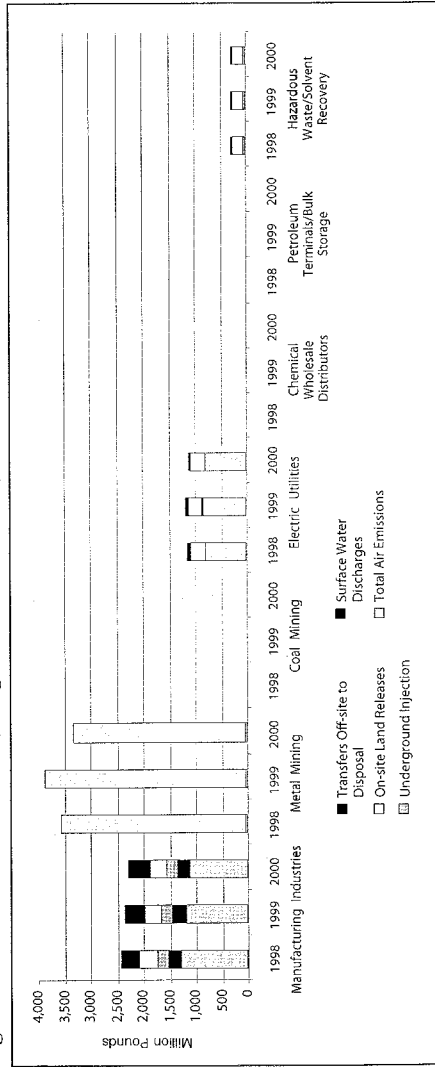 4,000
3,500
3,000
2,500
2,000
1,500
1,000
500
0
Million Pounds
1998 1999 2000 1998 1999 2000 1998 1999 2000 1998 1999 2000 1998 1999 2000 1998 1999 2000 1998 1999 2000
Manufacturing Industries Metal Mining Coal Mining Electric Utilities Chemical Petroleum Hazardous
Wholesale Terminals/Bulk Waste/Solvent
Distributors Storage Recovery
Transfers Off-site to Surface Water
Disposal Discharges
On-site Land Releases Total Air Emissions
Underground Injection